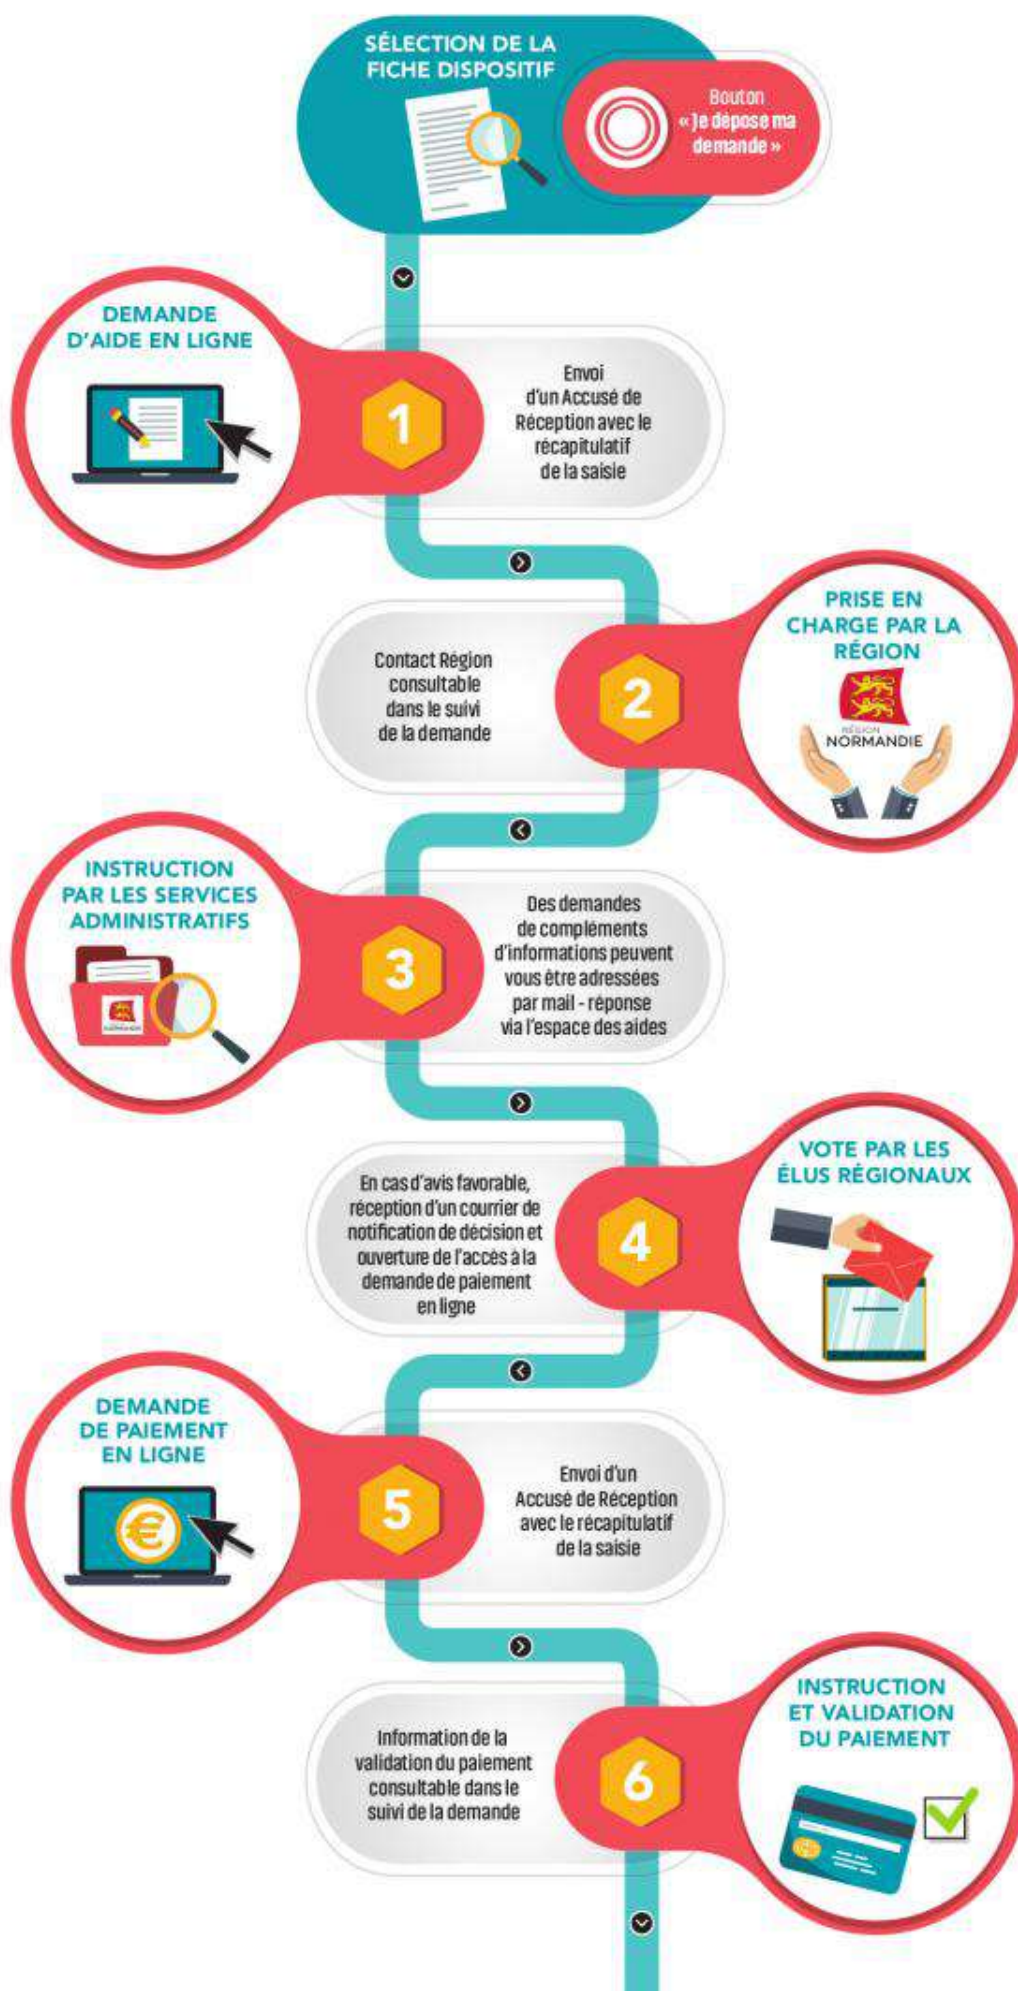 SÉLECTION DE LA
FICHE DISPOSITIF
Bouton
« Je dépose ma
demande »
DEMANDE
D'AIDE EN LIGNE
1
Envoi
d'un Accusé de
Réception avec le
récapitulatif
de la saisie
PRISE EN
CHARGE PAR LA
RÉGION
RÉGION
NORMANDIE
2
Contact Région
consultable
dans le suivi
de la demande
INSTRUCTION
PAR LES SERVICES
ADMINISTRATIFS
NORMANDIE
3
Des demandes
de compléments
d'informations peuvent
vous être adressées
par mail - réponse
via l'espace des aides
VOTE PAR LES
ÉLUS RÉGIONAUX
4
En cas d'avis favorable,
réception d'un courrier de
notification de décision et
ouverture de l'accès à la
demande de paiement
en ligne
DEMANDE
DE PAIEMENT
EN LIGNE
€
5
Envoi d'un
Accusé de Réception
avec le récapitulatif
de la saisie
INSTRUCTION
ET VALIDATION
DU PAIEMENT
6
Information de la
validation du paiement
consultable dans le
suivi de la demande